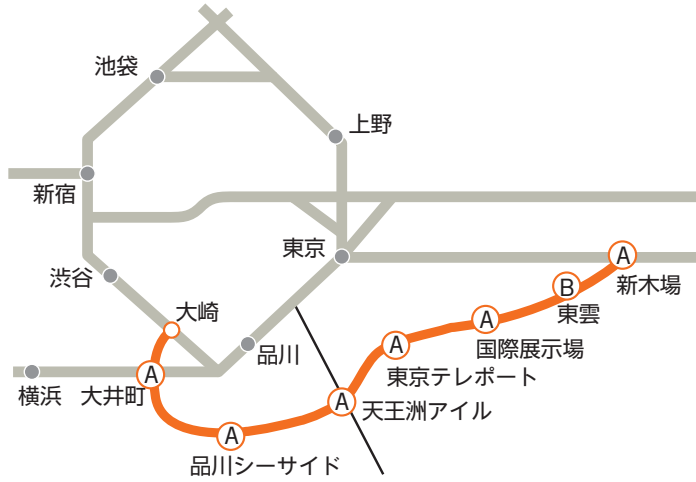 池袋
上野
新宿
東京
渋谷
A
新木場
B
東雲
大崎
A
国際展示場
品川
A
東京テレポート
横浜
大井町
A
A
天王洲アイル
A
品川シーサイド